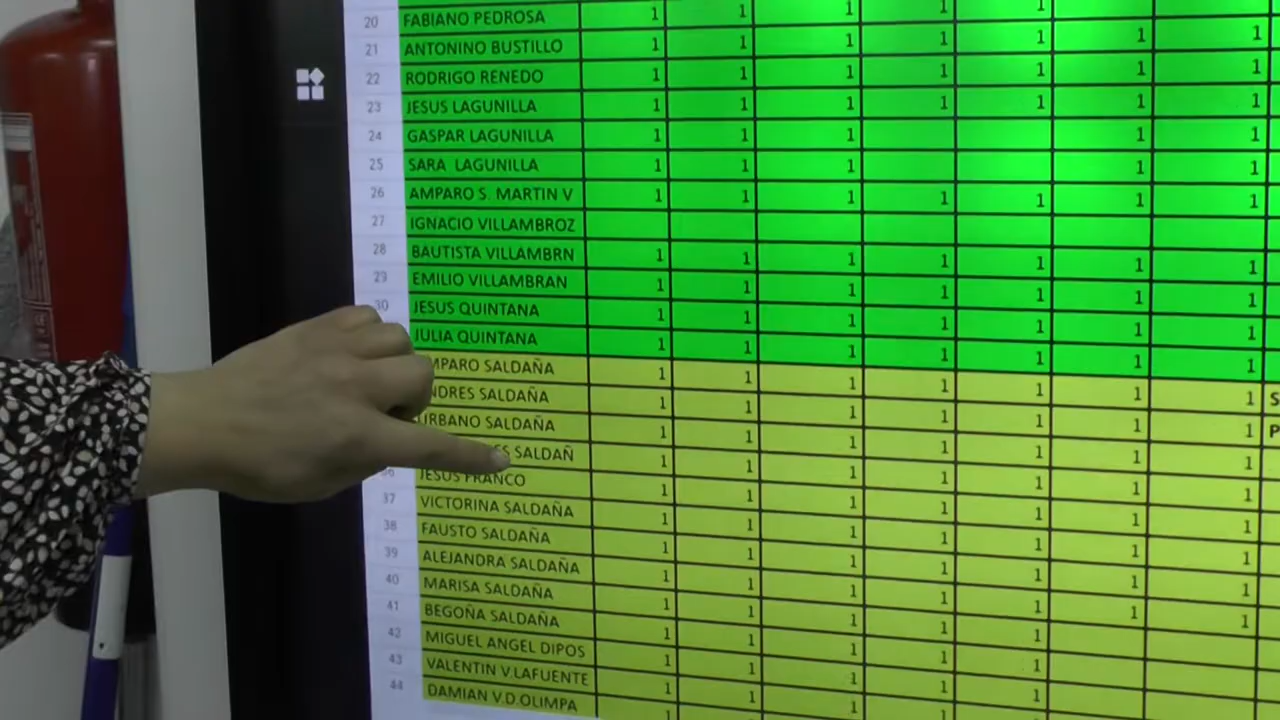 20 FABIANO PEDROSA 1 1 1 1 1
21 ANTONINO BUSTILLO 1 1 1 1 1 1 1
22 RODRIGO RENEDO 1 1 1 1 1 1 1
23 JESUS LAGUNILLA 1 1 1 1 1 1 1
24 GASPAR LAGUNILLA 1 1 1 1 1
25 SARA LAGUNILLA 1 1 1 1 1
26 AMPARO S. MARTIN V 1 1 1 1 1 1 1
27 IGNACIO VILLAMBROZ
28 BAUTISTA VILLAMBRN 1 1 1 1 1 1 1
29 EMILIO VILLAMBRAN 1 1 1 1 1 1 1
30 JESUS QUINTANA 1 1 1 1 1 1 1
JULIA QUINTANA 1 1 1 1 1 1 1
MPARO SALDAÑA 1 1 1 1 1 1 1 S
NDRES SALDAÑA 1 1 1 1 1 1 1 P
URBANO SALDAÑA 1 1 1 1 1 1 1
SALDAÑ 1 1 1 1 1 1 1
36 JESUS FRANCO 1 1 1 1 1 1 1
37 VICTORINA SALDAÑA 1 1 1 1 1 1 1
38 FAUSTO SALDAÑA 1 1 1 1 1 1 1
39 ALEJANDRA SALDAÑA 1 1 1 1 1 1 1
40 MARISA SALDAÑA 1 1 1 1 1 1 1
41 BEGOÑA SALDAÑA 1 1 1 1 1
42 MIGUEL ANGEL DIPOS 1 1 1 1 1
43 VALENTIN V.LAFUENTE 1 1 1 1 1
44 DAMIAN V.D.OLIMPA 1 1 1 1